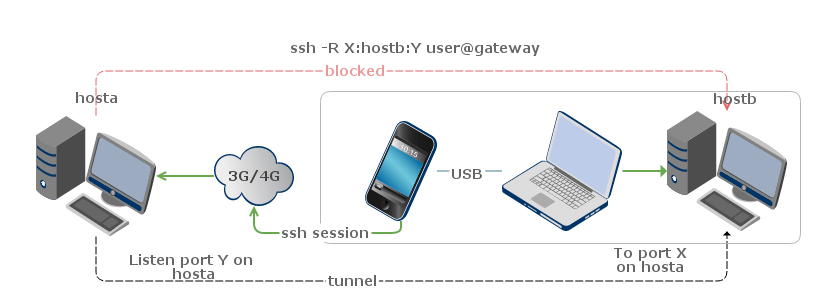 ssh -R X:hostb:Y user@gateway
blocked
hosta
hostb
10:15
3G/4G
USB
ssh session
Listen port Y on
hosta
To port X
on hosta
tunnel